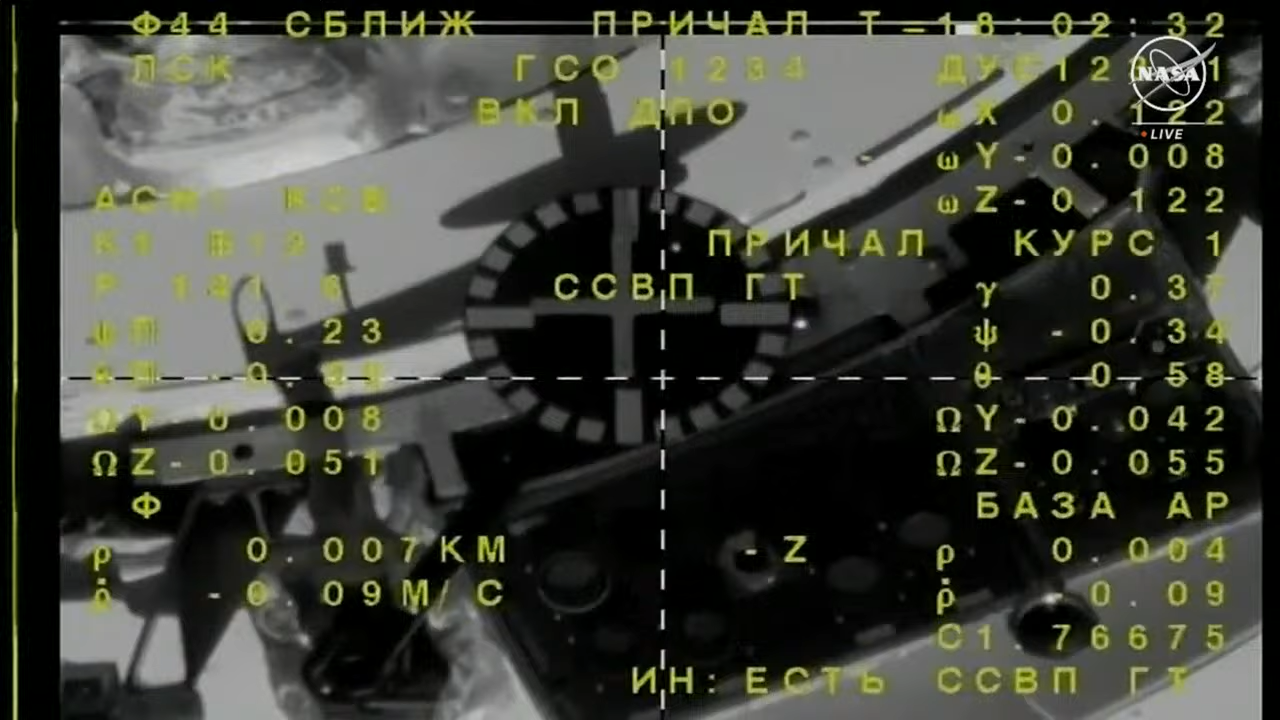 Ф44 СБЛИЖ ПРИЧАЛ Т =18:02:32
ЛСК ГСО 1234
NASA
ВКЛ ДПО ωX 0.122
LIVE
ωY-0.008
ωZ-0.122
ПРИЧАЛ КУРС 1
ССВП ГТ γ 0.37
ψП 0.23 ψ -0.34
θ -0.58
ΩY-0.008 ΩY-0.042
ΩZ-0.051 ΩZ-0.055
Ф БАЗА АР
ρ 0.007КМ -Z ρ 0.004
ρ̇ -0.09М/С ρ̇ -0.09
С1.76675
ИН:ЕСТЬ ССВП ГТ